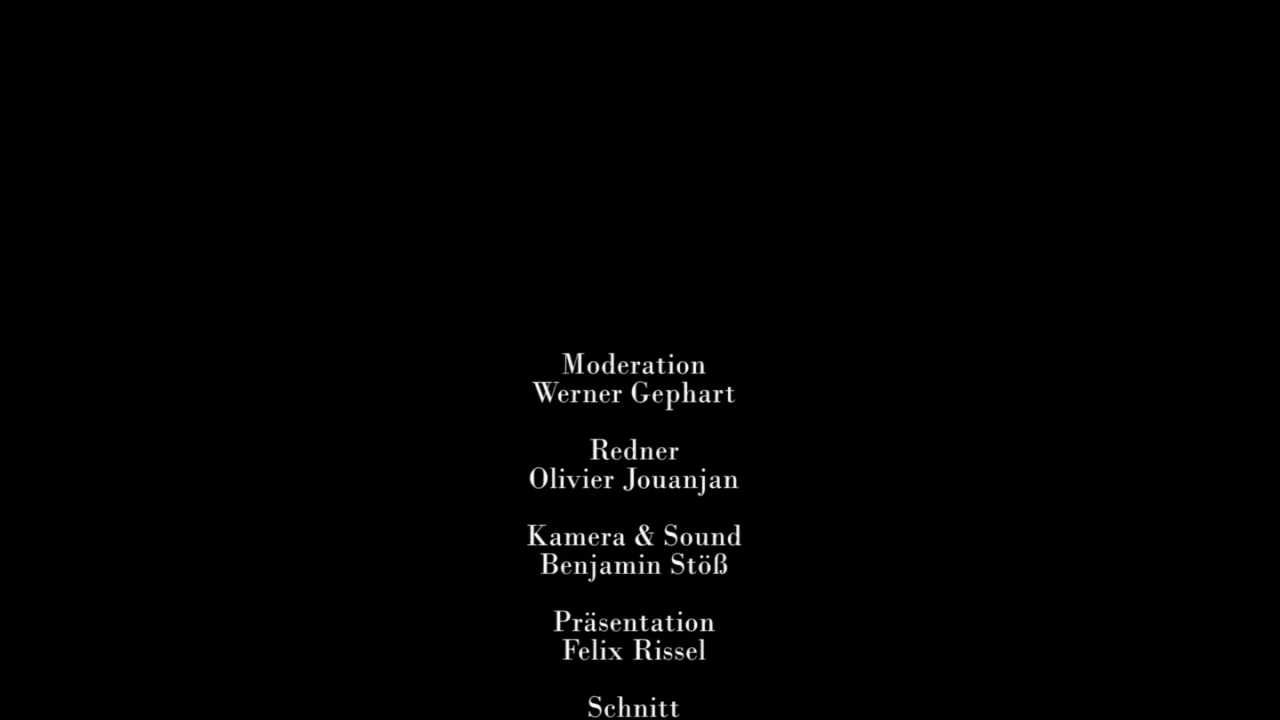 Moderation
Werner Gephart
Redner
Olivier Jouanjan
Kamera & Sound
Benjamin Stöß
Präsentation
Felix Rissel
Schnitt